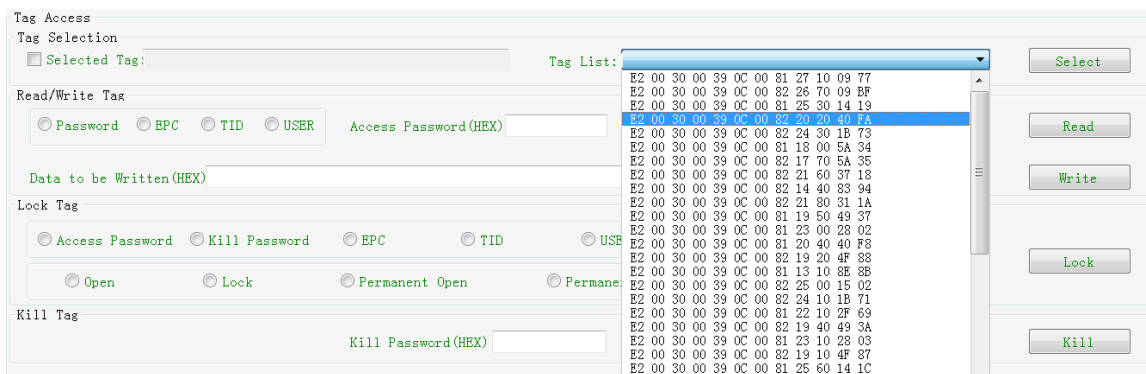 Tag Access
Tag Selection
Selected Tag: Tag List: Select
E2 00 30 00 39 0C 00 81 27 10 09 77
E2 00 30 00 39 0C 00 82 26 70 09 BF
Read/Write Tag
E2 00 30 00 39 0C 00 81 25 30 14 19
Password EPC TID USER Access Password(HEX) Read
E2 00 30 00 39 0C 00 82 20 20 40 FA
E2 00 30 00 39 0C 00 82 24 30 1B 73
E2 00 30 00 39 0C 00 81 18 00 5A 34
E2 00 30 00 39 0C 00 82 17 70 5A 35
E2 00 30 00 39 0C 00 82 21 60 37 18
Data to be Written(HEX) Write
E2 00 30 00 39 0C 00 82 14 40 83 94
E2 00 30 00 39 0C 00 82 21 80 31 1A
Lock Tag
E2 00 30 00 39 0C 00 81 19 50 49 37
E2 00 30 00 39 0C 00 81 23 00 28 02
Access Password Kill Password EPC TID USE
E2 00 30 00 39 0C 00 81 20 40 40 F8
E2 00 30 00 39 0C 00 82 19 20 4F 88
Lock
E2 00 30 00 39 0C 00 81 13 10 8E 8B
Open Lock Permanent Open Permane
E2 00 30 00 39 0C 00 82 25 00 15 02
E2 00 30 00 39 0C 00 82 24 10 1B 71
Kill Tag
E2 00 30 00 39 0C 00 81 22 10 2F 69
E2 00 30 00 39 0C 00 82 19 40 49 3A
E2 00 30 00 39 0C 00 81 23 10 28 03
Kill Password(HEX) Kill
E2 00 30 00 39 0C 00 82 19 10 4F 87
E2 00 30 00 39 0C 00 81 25 60 14 1C